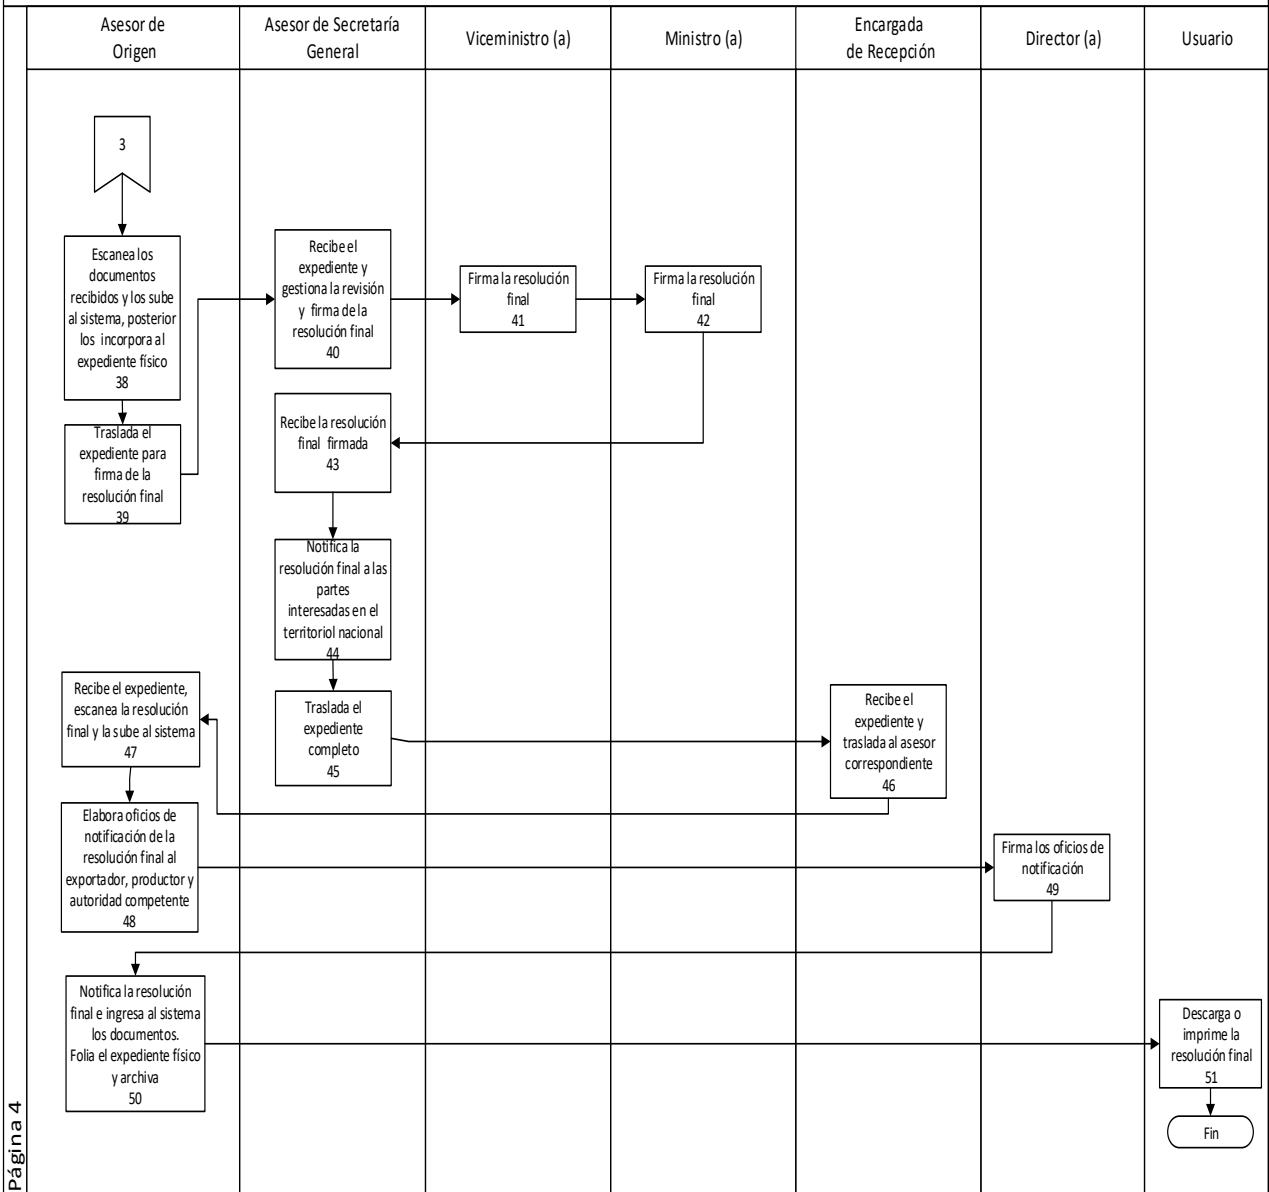 Asesor de
Origen
Asesor de Secretaría
General
Viceministro (a)
Ministro (a)
Encargada
de Recepción
Director (a)
Usuario
3
Escanea los
documentos
recibidos y los sube
al sistema, posterior
los incorpora al
expediente físico
38
Traslada el
expediente para
firma de la
resolución final
39
Recibe el
expediente y
gestiona la revisión
y firma de la
resolución final
40
Firma la resolución
final
41
Firma la resolución
final
42
Recibe la resolución
final firmada
43
Notifica la
resolución final a las
partes
interesadas en el
territoriol nacional
44
Traslada el
expediente
completo
45
Recibe el
expediente y
traslada al asesor
correspondiente
46
Recibe el expediente,
escanea la resolución
final y la sube al sistema
47
Elabora oficios de
notificación de la
resolución final al
exportador, productor y
autoridad competente
48
Firma los oficios de
notificación
49
Notifica la resolución
final e ingresa al sistema
los documentos.
Folia el expediente físico
y archiva
50
Descarga o
imprime la
resolución final
51
Fin
Página 4